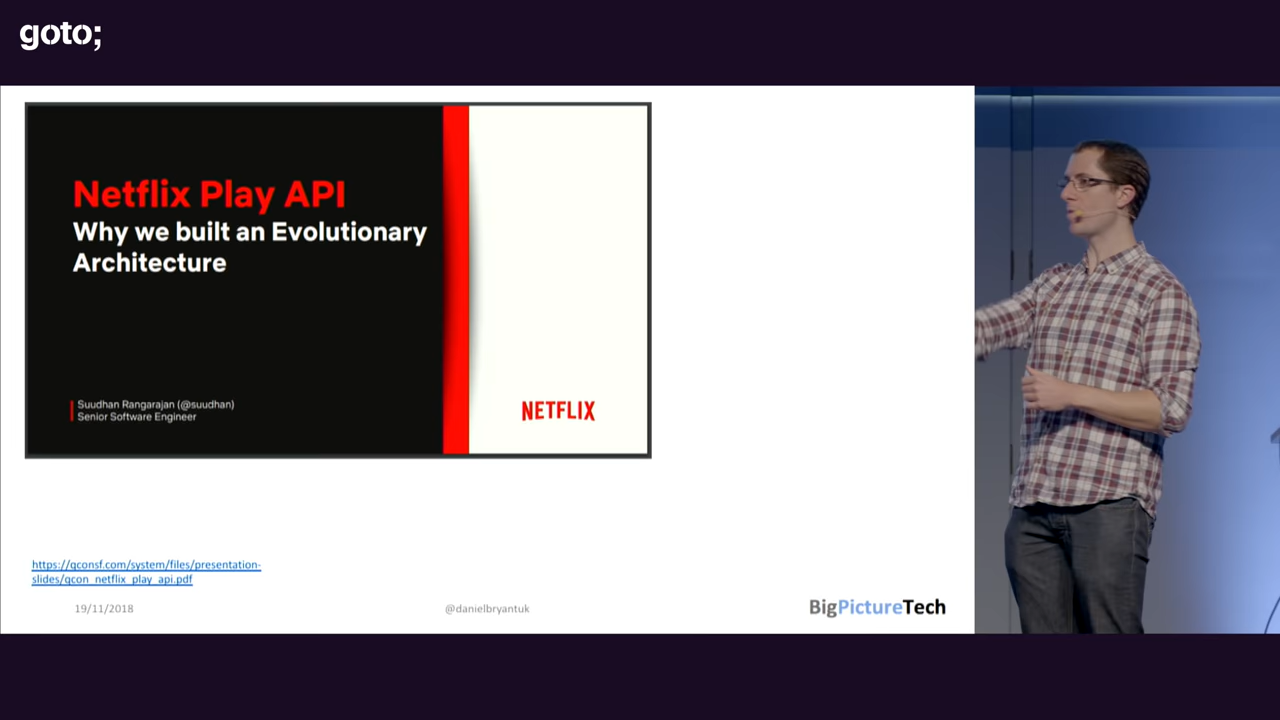 goto;
Netflix Play API
Why we built an Evolutionary
Architecture
Suudhan Rangarajan (@suudhan)
Senior Software Engineer
NETFLIX
https://qconsf.com/system/files/presentation-
slides/qcon_netflix_play_api.pdf
19/11/2018
@danielbryantuk
BigPictureTech